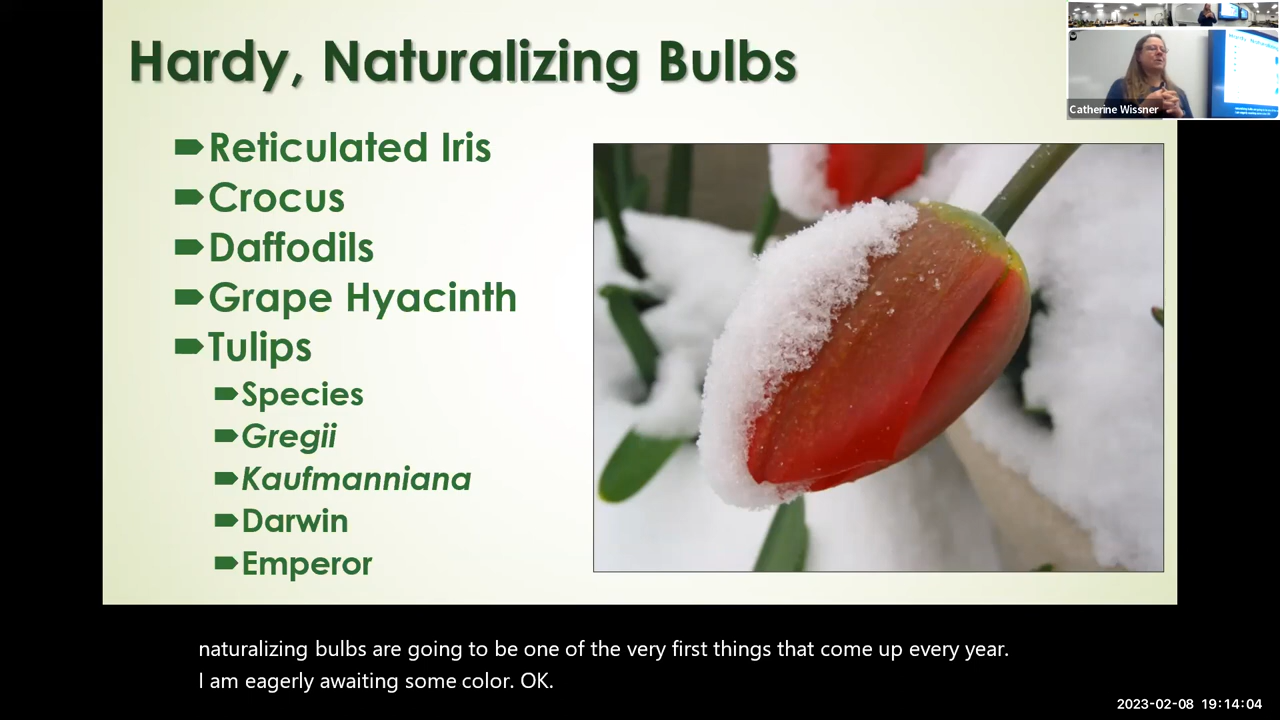 Hardy, Naturalizing Bulbs
Reticulated Iris
Crocus
Daffodils
Grape Hyacinth
Tulips
Species
Gregii
Kaufmanniana
Darwin
Emperor
Catherine Wissner
naturalizing bulbs are going to be one of the very first things that come up every year.
I am eagerly awaiting some color. OK.
2023-02-08 19:14:04